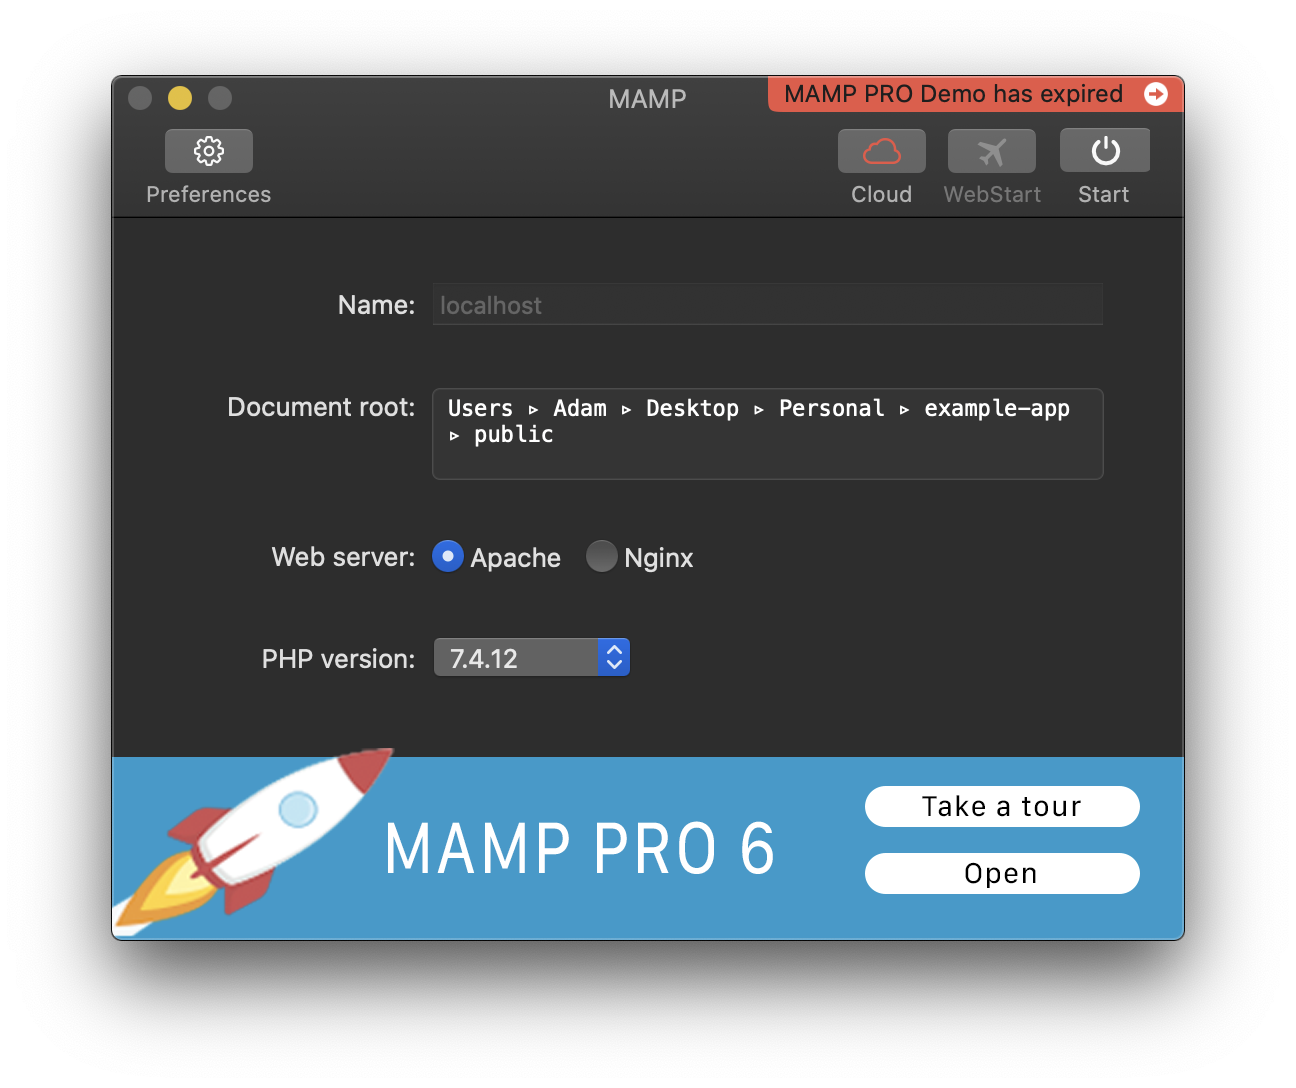 MAMP
MAMP PRO Demo has expired
Preferences
Cloud
WebStart
Start
Name: localhost
Document root: Users ▹ Adam ▹ Desktop ▹ Personal ▹ example-app
▹ public
Web server: Apache Nginx
PHP version: 7.4.12
MAMP PRO 6
Take a tour
Open